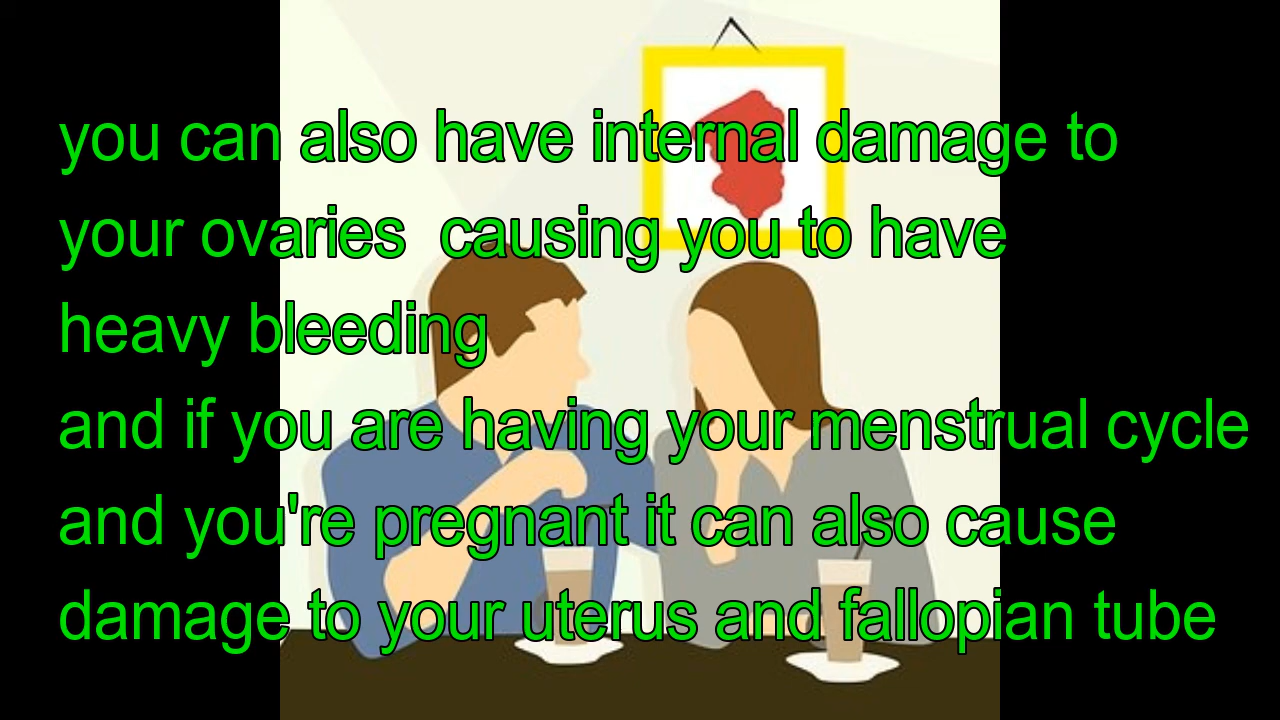 you can also have internal damage to
your ovaries  causing you to have
heavy bleeding
and if you are having your menstrual cycle
and you're pregnant it can also cause
damage to your uterus and fallopian tube